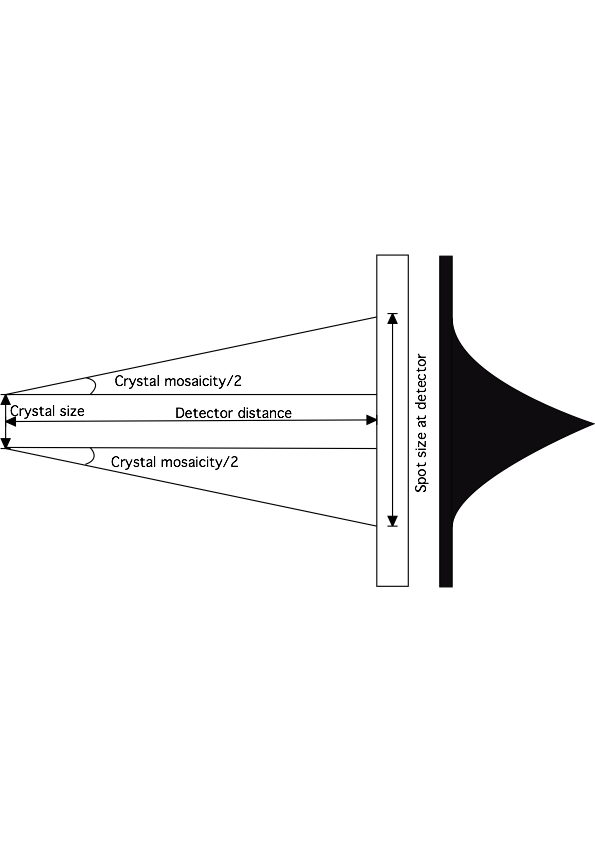 Crystal mosaicity/2
Crystal size
Detector distance
Crystal mosaicity/2
Spot size at detector